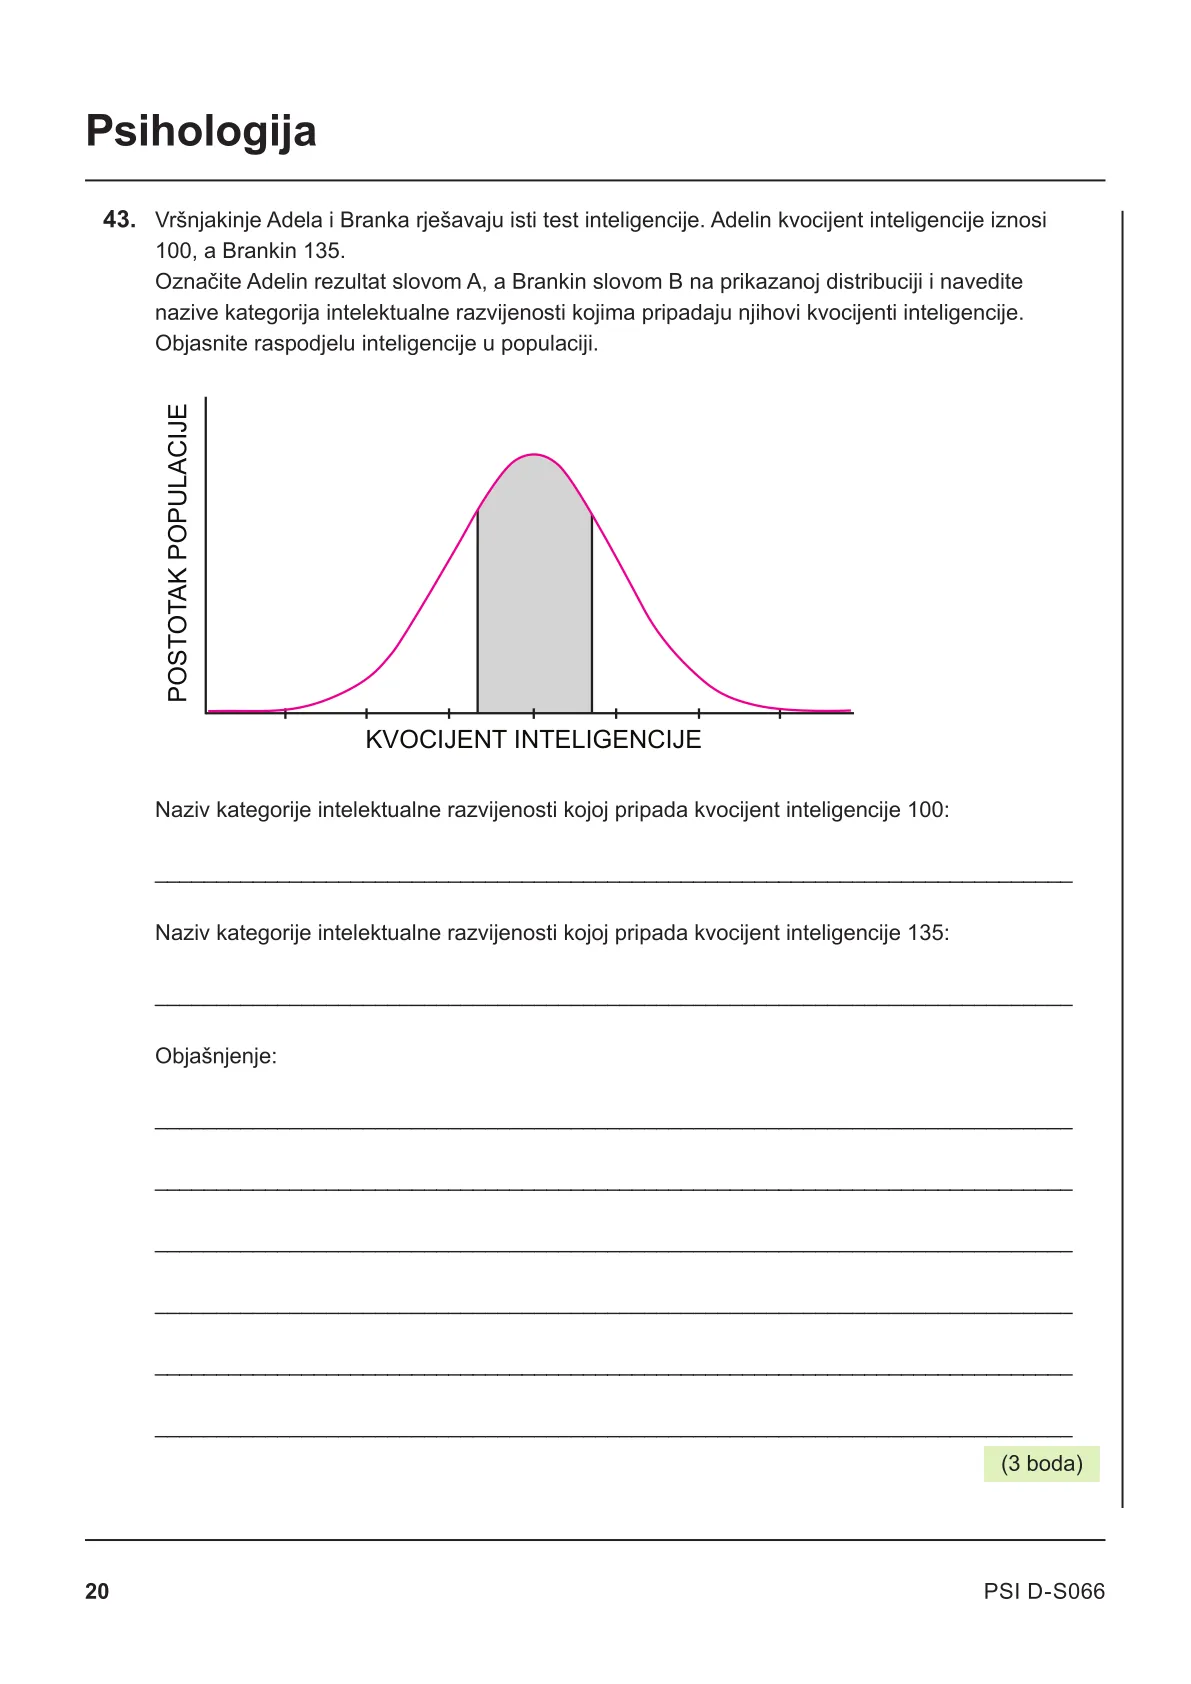 Psihologija
43. Vršnjakinje Adela i Branka rješavaju isti test inteligencije. Adelin kvocijent inteligencije iznosi
100, a Brankin 135.
Označite Adelin rezultat slovom A, a Brankin slovom B na prikazanoj distribuciji i navedite
nazive kategorija intelektualne razvijenosti kojima pripadaju njihovi kvocijenti inteligencije.
Objasnite raspodjelu inteligencije u populaciji.
POSTOTAK POPULACIJE
KVOCIJENT INTELIGENCIJE
Naziv kategorije intelektualne razvijenosti kojoj pripada kvocijent inteligencije 100:
Naziv kategorije intelektualne razvijenosti kojoj pripada kvocijent inteligencije 135:
Objašnjenje:
(3 boda)
20
PSI D-S066